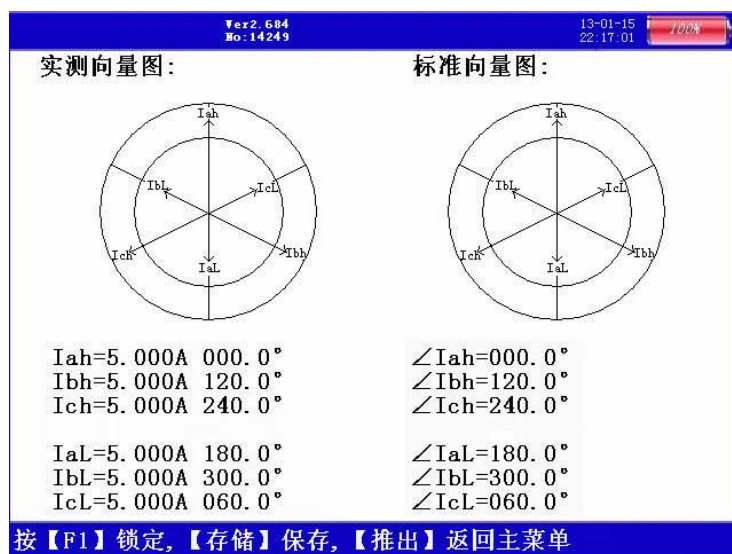 Ver2.684
No:14249
13-01-15
22:17:01
100%
实测向量图:
标准向量图:
Iah
IbL
IcL
Ich
Ibh
IaL
Iah
IbL
IcL
Ich
Ibh
IaL
Iah=5.000A 000.0°
Ibh=5.000A 120.0°
Ich=5.000A 240.0°
IaL=5.000A 180.0°
IbL=5.000A 300.0°
IcL=5.000A 060.0°
∠Iah=000.0°
∠Ibh=120.0°
∠Ich=240.0°
∠IaL=180.0°
∠IbL=300.0°
∠IcL=060.0°
按【F1】锁定,【存储】保存,【推出】返回主菜单